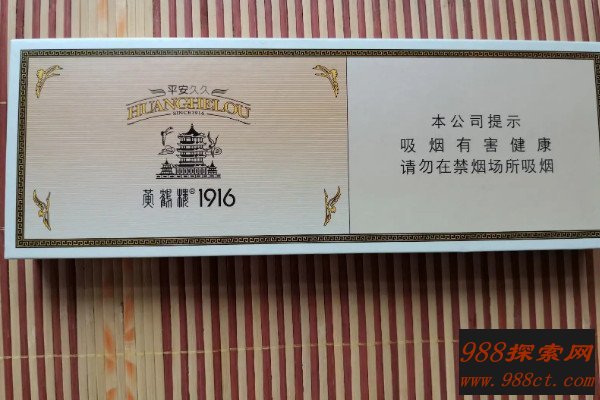 平安久久
HUANGHELOU
SINCE1916
黄鹤楼©1916
本公司提示
吸烟有害健康
请勿在禁烟场所吸烟
988探索网
www.988ct.com